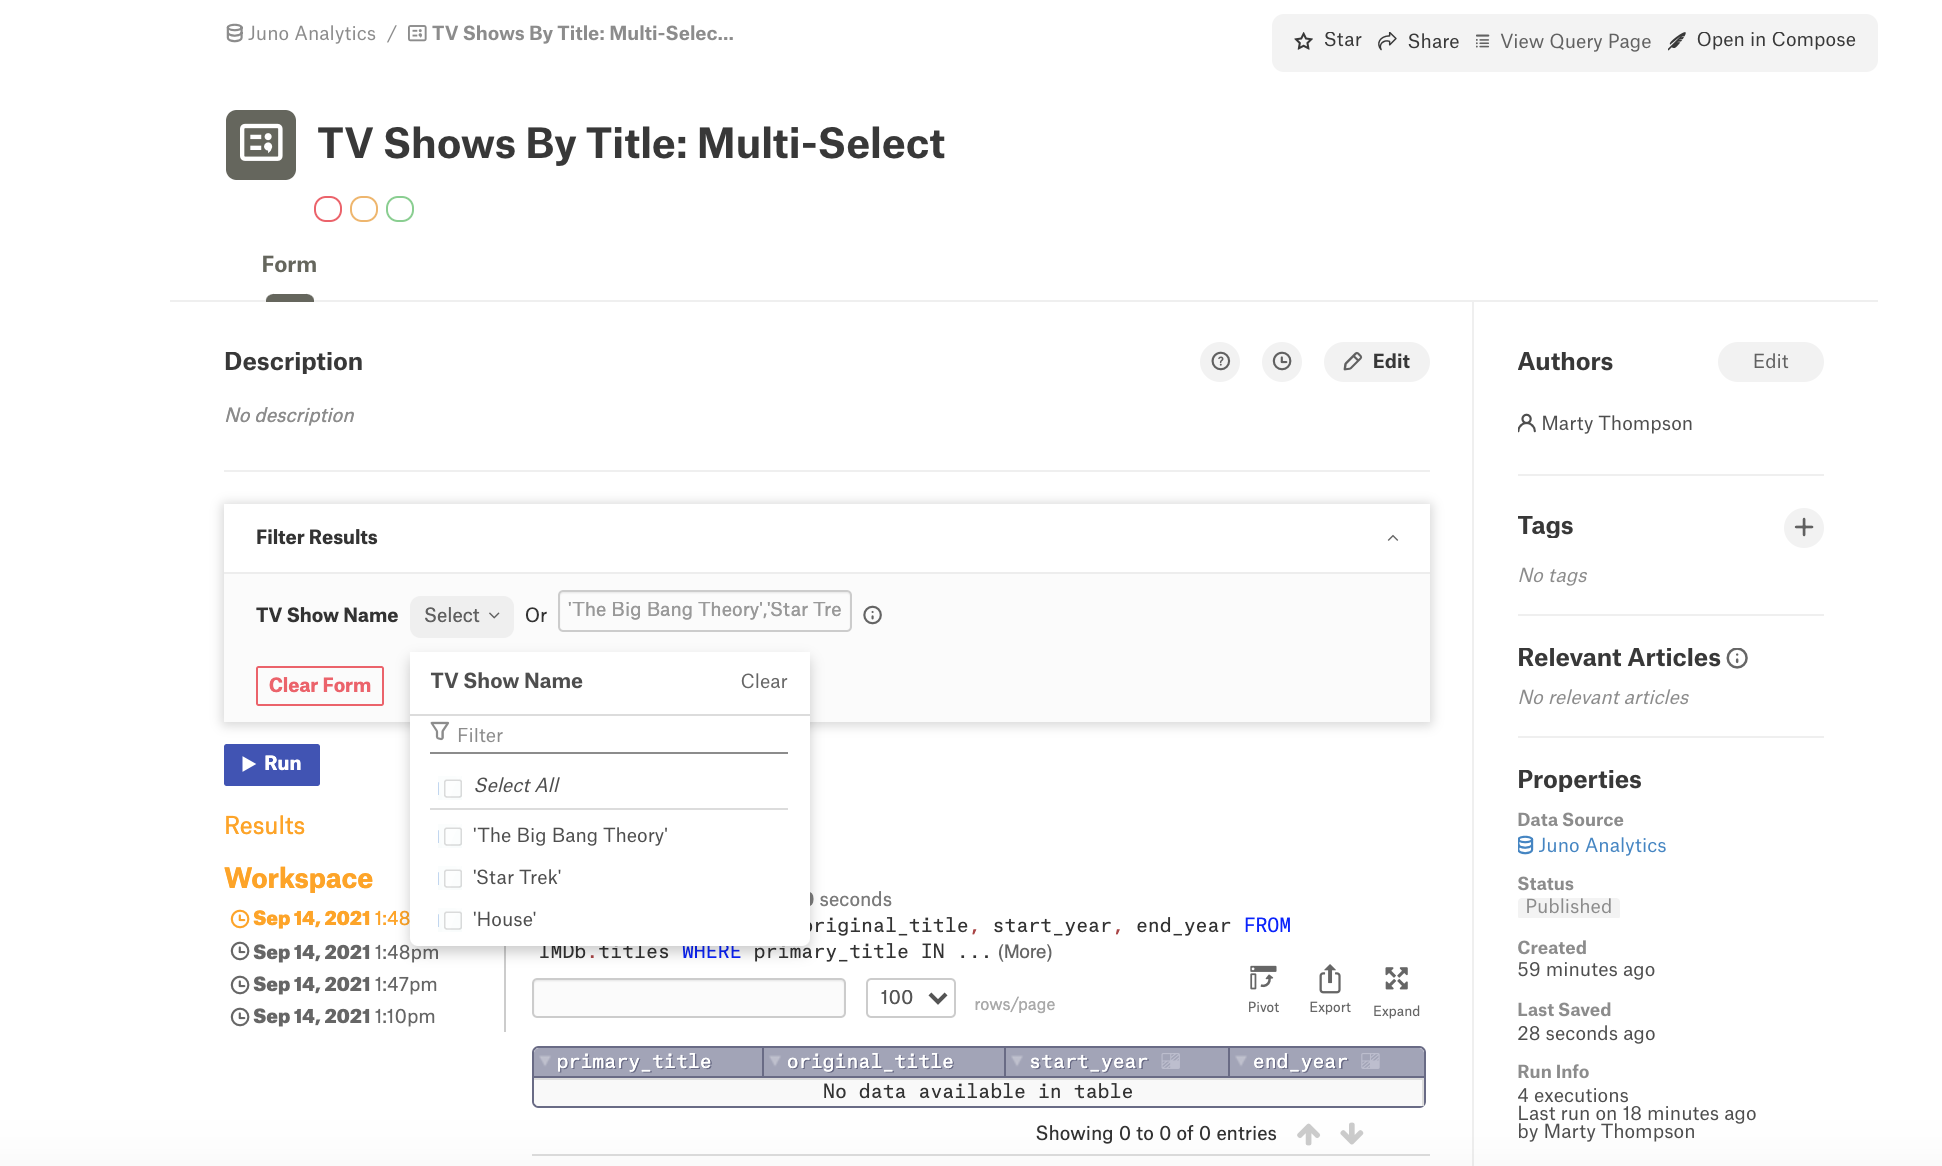 Juno Analytics / TV Shows By Title: Multi-Selec...
Star Share View Query Page Open in Compose
TV Shows By Title: Multi-Select
Form
Description
Edit
No description
Filter Results
TV Show Name Select Or 'The Big Bang Theory','Star Tre
Clear Form
TV Show Name Clear
Filter
Select All
'The Big Bang Theory'
'Star Trek'
'House'
Run
Results
Workspace
Sep 14, 2021 1:48
Sep 14, 2021 1:48pm
Sep 14, 2021 1:47pm
Sep 14, 2021 1:10pm
seconds
original_title, start_year, end_year FROM
IMDb.titles WHERE primary_title IN ... (More)
100 rows/page
Pivot Export Expand
primary_title original_title start_year end_year
No data available in table
Showing 0 to 0 of 0 entries
Authors Edit
Marty Thompson
Tags
No tags
Relevant Articles
No relevant articles
Properties
Data Source
Juno Analytics
Status
Published
Created
59 minutes ago
Last Saved
28 seconds ago
Run Info
4 executions
Last run on 18 minutes ago
by Marty Thompson